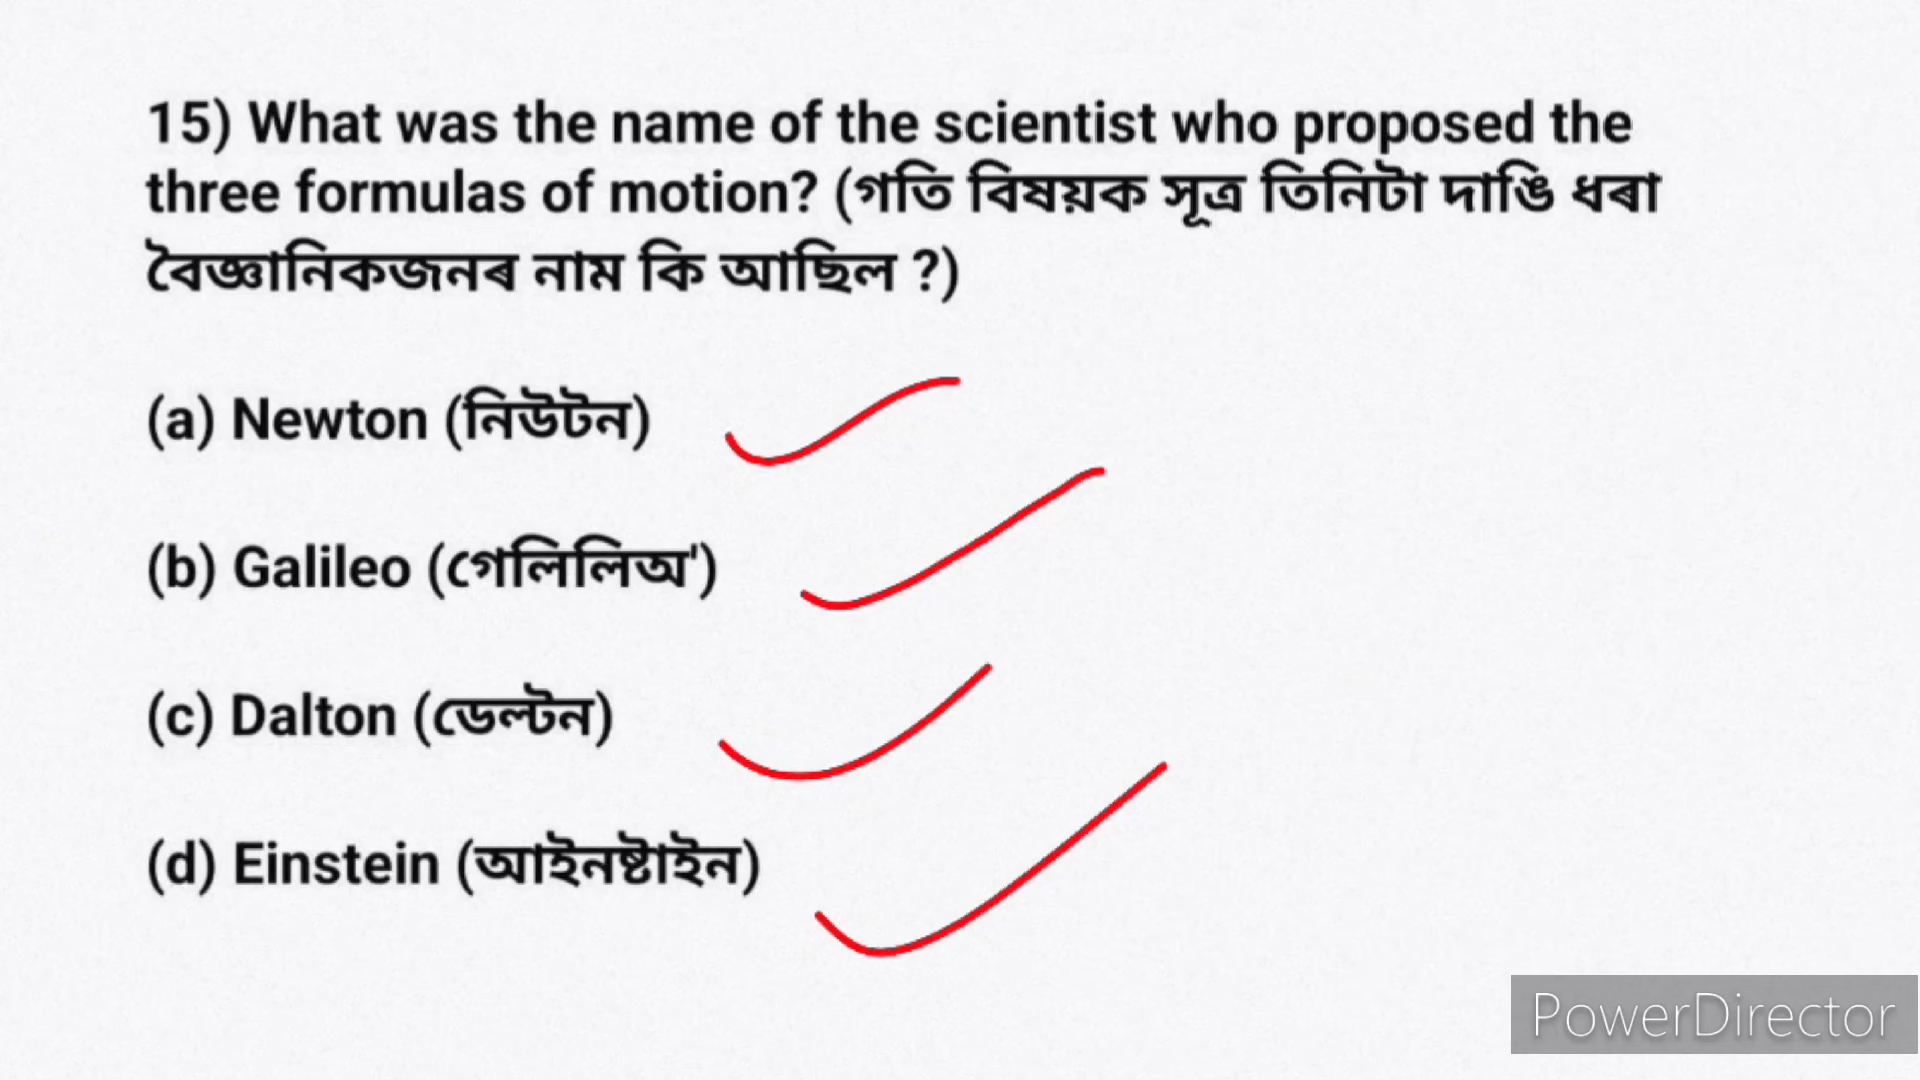 15) What was the name of the scientist who proposed the
three formulas of motion? (গতি বিষয়ক সূত্ৰ তিনিটা দাঙি ধৰা
বৈজ্ঞানিকজনৰ নাম কি আছিল ?)
(a) Newton (নিউটন)
(b) Galileo (গেলিলিঅ')
(c) Dalton (ডেল্টন)
(d) Einstein (আইনষ্টাইন)
PowerDirector